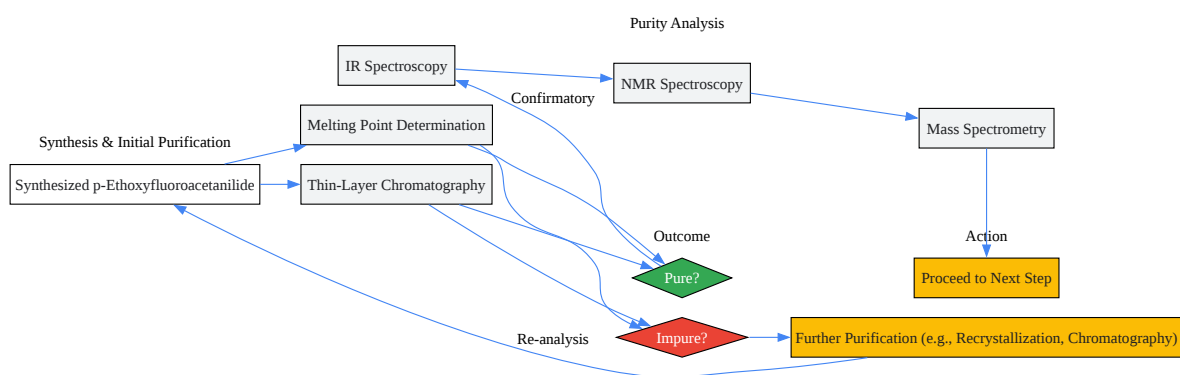 Purity Analysis
IR Spectroscopy
NMR Spectroscopy
Confirmatory
Melting Point Determination
Mass Spectrometry
Synthesis & Initial Purification
Synthesized p-Ethoxyfluoroacetanilide
Thin-Layer Chromatography
Outcome
Action
Pure?
Proceed to Next Step
Re-analysis
Impure?
Further Purification (e.g., Recrystallization, Chromatography)